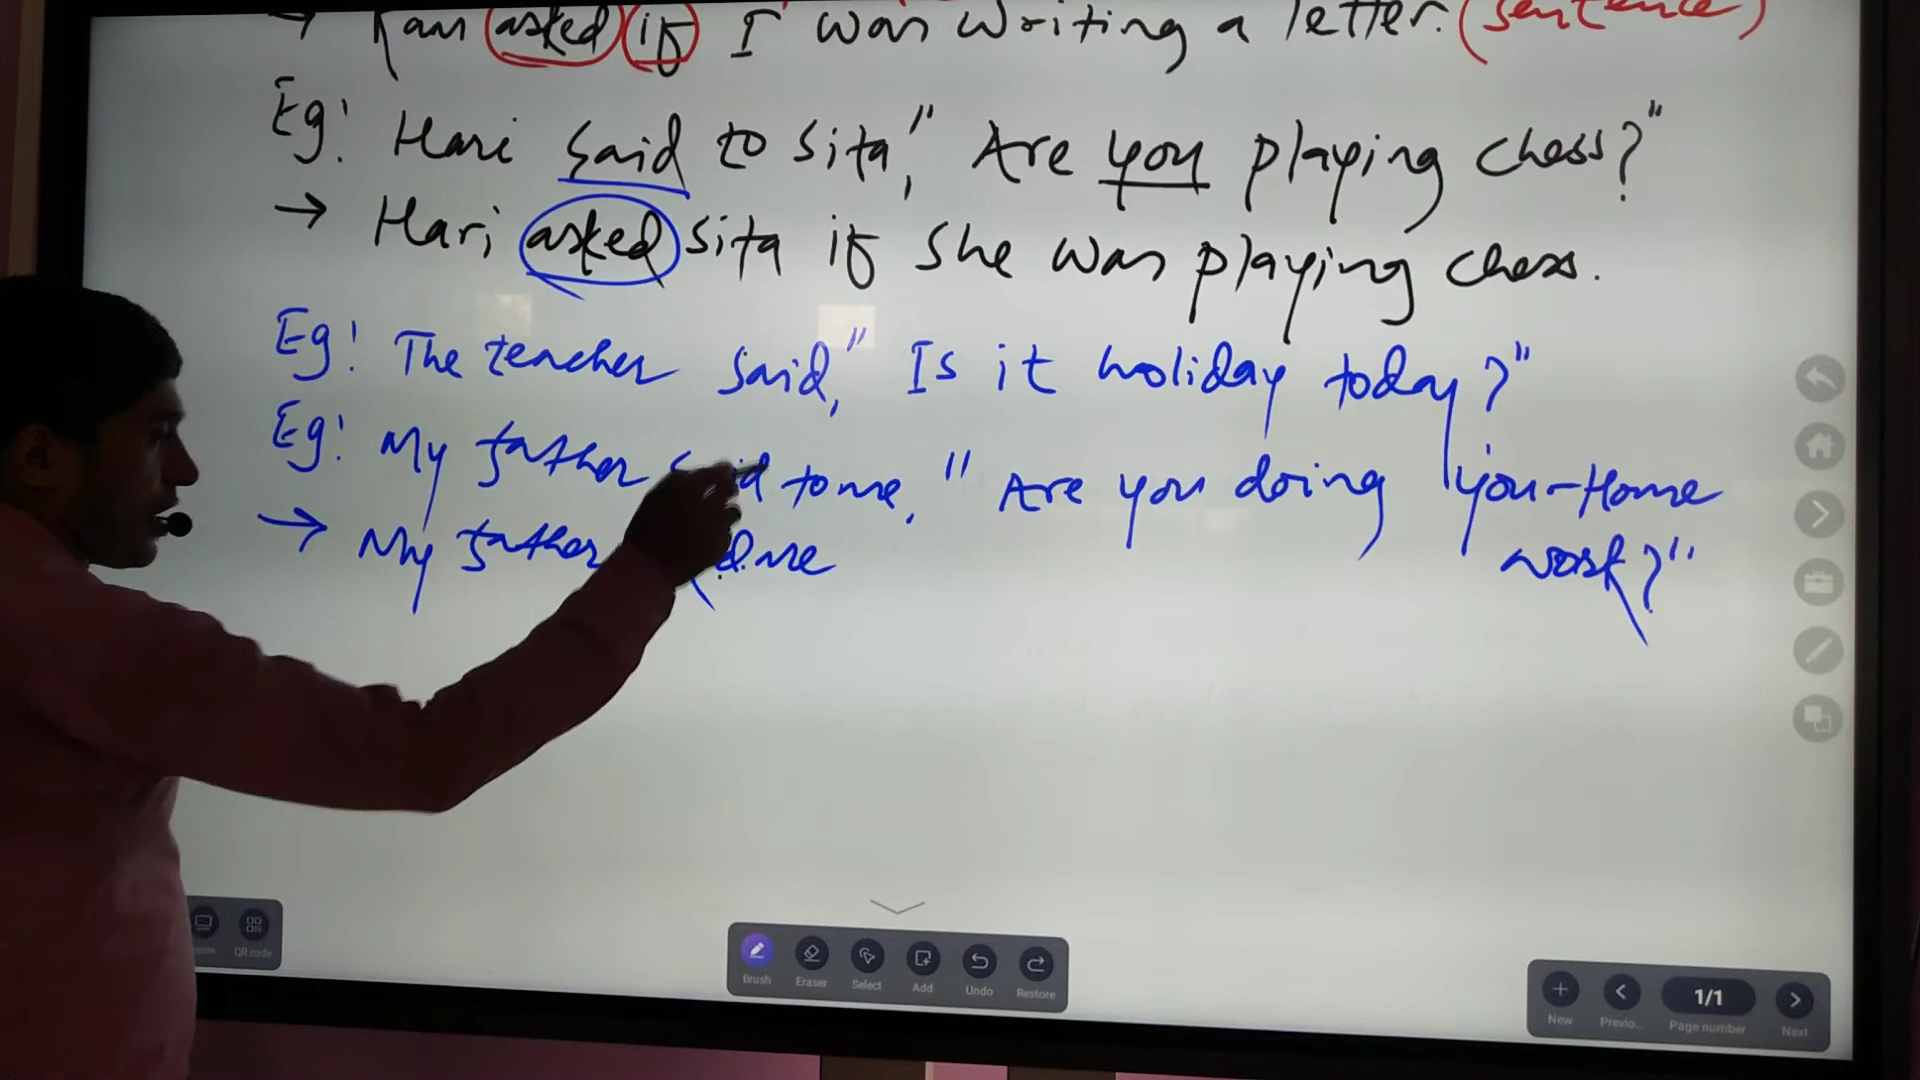 → Ram asked if I was writing a letter. (sentence)
Eg! Hari said to Sita, " Are you playing chess?"
→ Hari asked Sita if She was playing chess.
Eg! The teacher said, " Is it holiday today?"
Eg! My father said to me, " Are you doing your-Home
work?"
→ My father me
QR code
Brush Eraser Select Add Undo Restore
1/1
New Previo... Page number Next